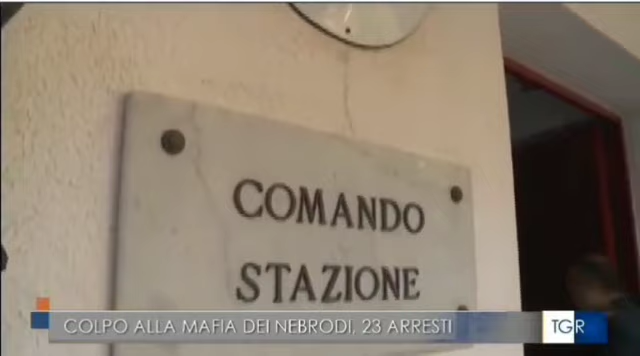 COMANDO
STAZIONE
COLPO ALLA MAFIA DEI NEBRODI, 23 ARRESTI
TGR